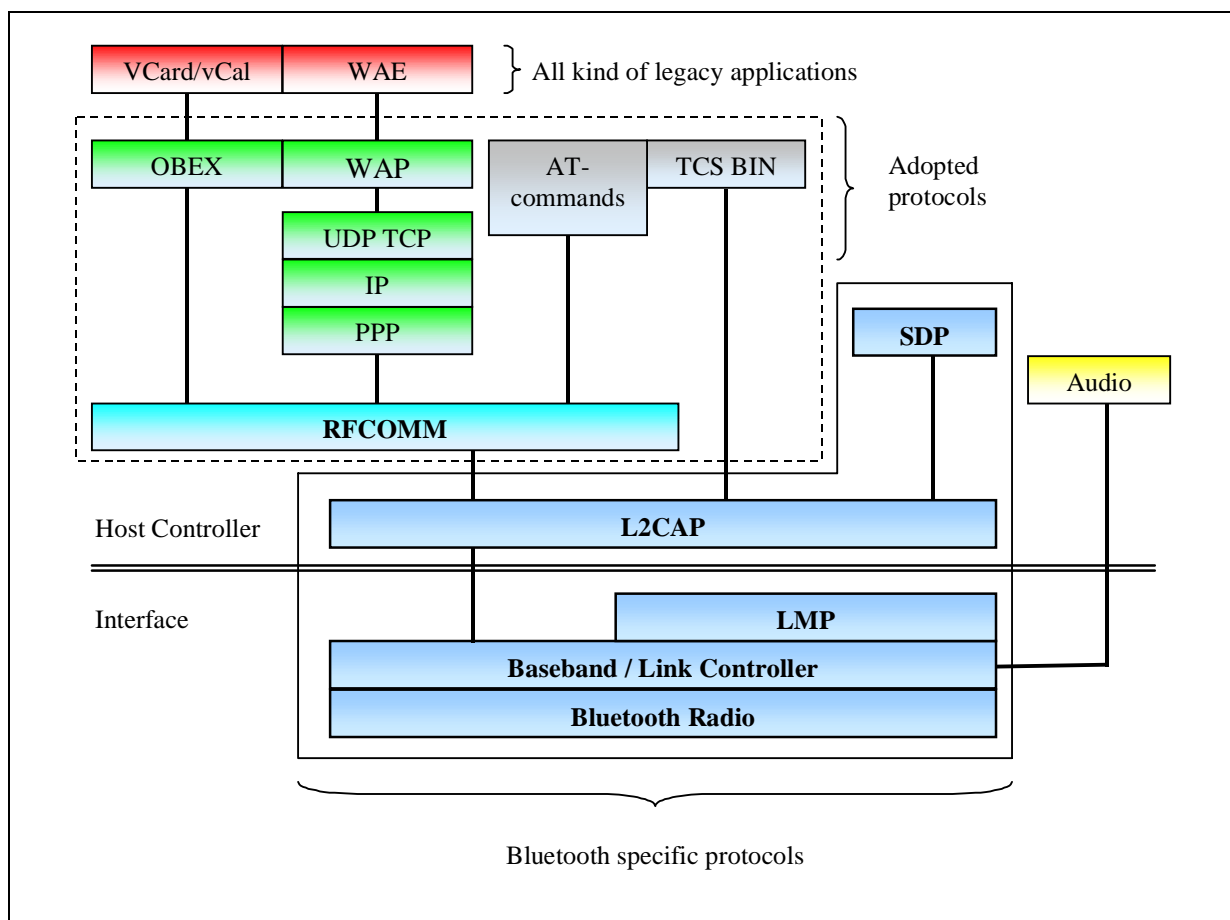 VCard/vCal
WAE
All kind of legacy applications
OBEX
WAP
AT-
commands
TCS BIN
Adopted
protocols
UDP TCP
IP
PPP
SDP
Audio
RFCOMM
Host Controller
L2CAP
Interface
LMP
Baseband / Link Controller
Bluetooth Radio
Bluetooth specific protocols